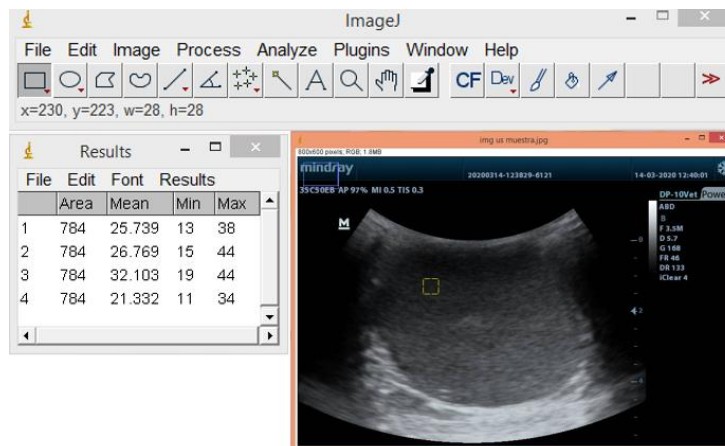 ImageJ
File Edit Image Process Analyze Plugins Window Help
A CF Dev
x=230, y=223, w=28, h=28
Results
File Edit Font Results
Area Mean Min Max
1 784 25.739 13 38
2 784 26.769 15 44
3 784 32.103 19 44
4 784 21.332 11 34
img us muestra.jpg
800x600 pixels; RGB; 1.8MB
mindray
20200314-123829-6121
14-03-2020 12:40:01
35C50EB AP 97% MI 0.5 TIS 0.3
DP-10Vet Powe
M
ABD
B
F 3.5M
D 5.7
G 168
FR 46
DR 133
iClear 4
0
2
4